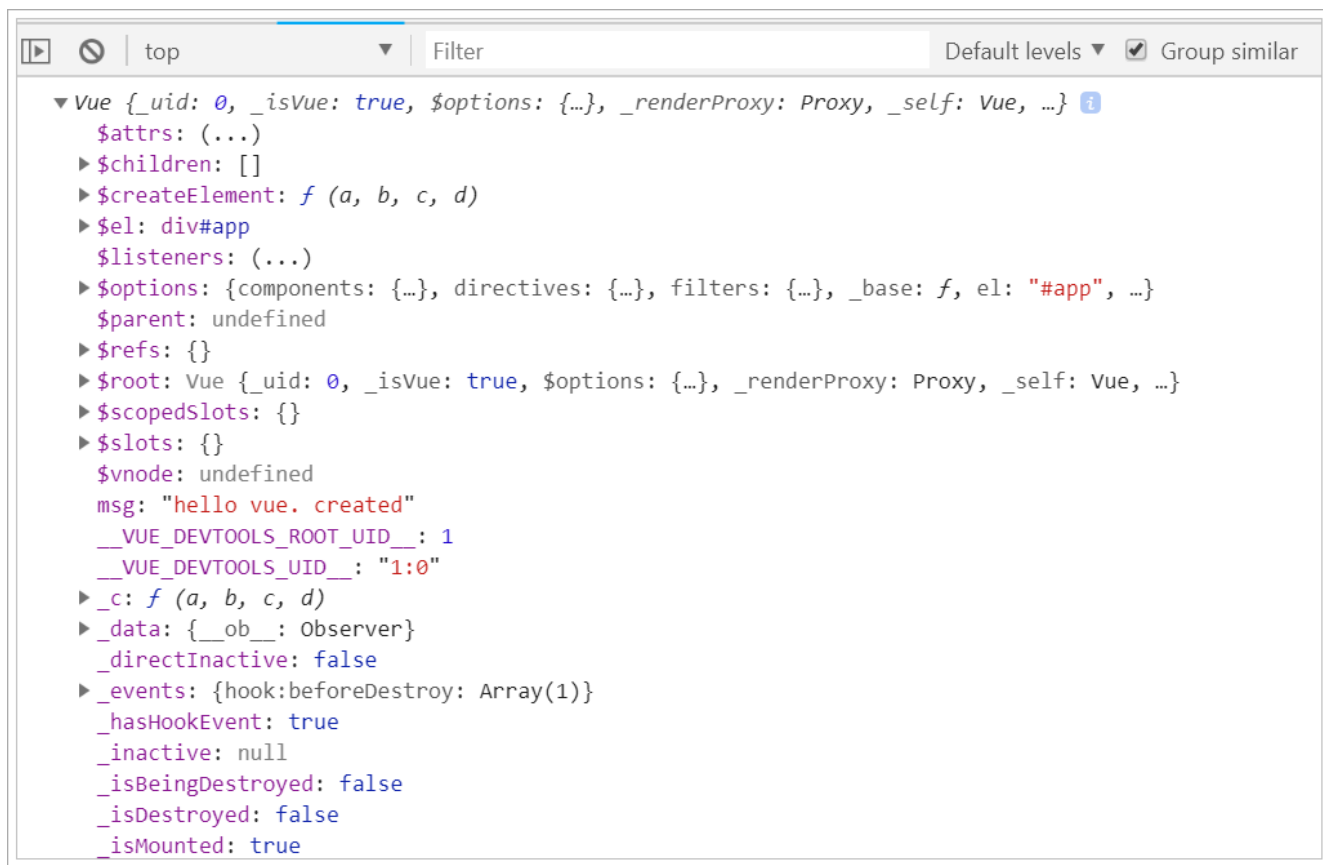 top ▼ Filter Default levels ▼ Group similar
▼ Vue {_uid: 0, _isVue: true, $options: {…}, _renderProxy: Proxy, _self: Vue, …} i
$attrs: (...)
▶ $children: []
▶ $createElement: ƒ (a, b, c, d)
▶ $el: div#app
$listeners: (...)
▶ $options: {components: {…}, directives: {…}, filters: {…}, _base: ƒ, el: "#app", …}
$parent: undefined
▶ $refs: {}
▶ $root: Vue {_uid: 0, _isVue: true, $options: {…}, _renderProxy: Proxy, _self: Vue, …}
▶ $scopedSlots: {}
▶ $slots: {}
$vnode: undefined
msg: "hello vue. created"
__VUE_DEVTOOLS_ROOT_UID__: 1
__VUE_DEVTOOLS_UID__: "1:0"
▶ _c: ƒ (a, b, c, d)
▶ _data: {__ob__: Observer}
_directInactive: false
▶ _events: {hook:beforeDestroy: Array(1)}
_hasHookEvent: true
_inactive: null
_isBeingDestroyed: false
_isDestroyed: false
_isMounted: true